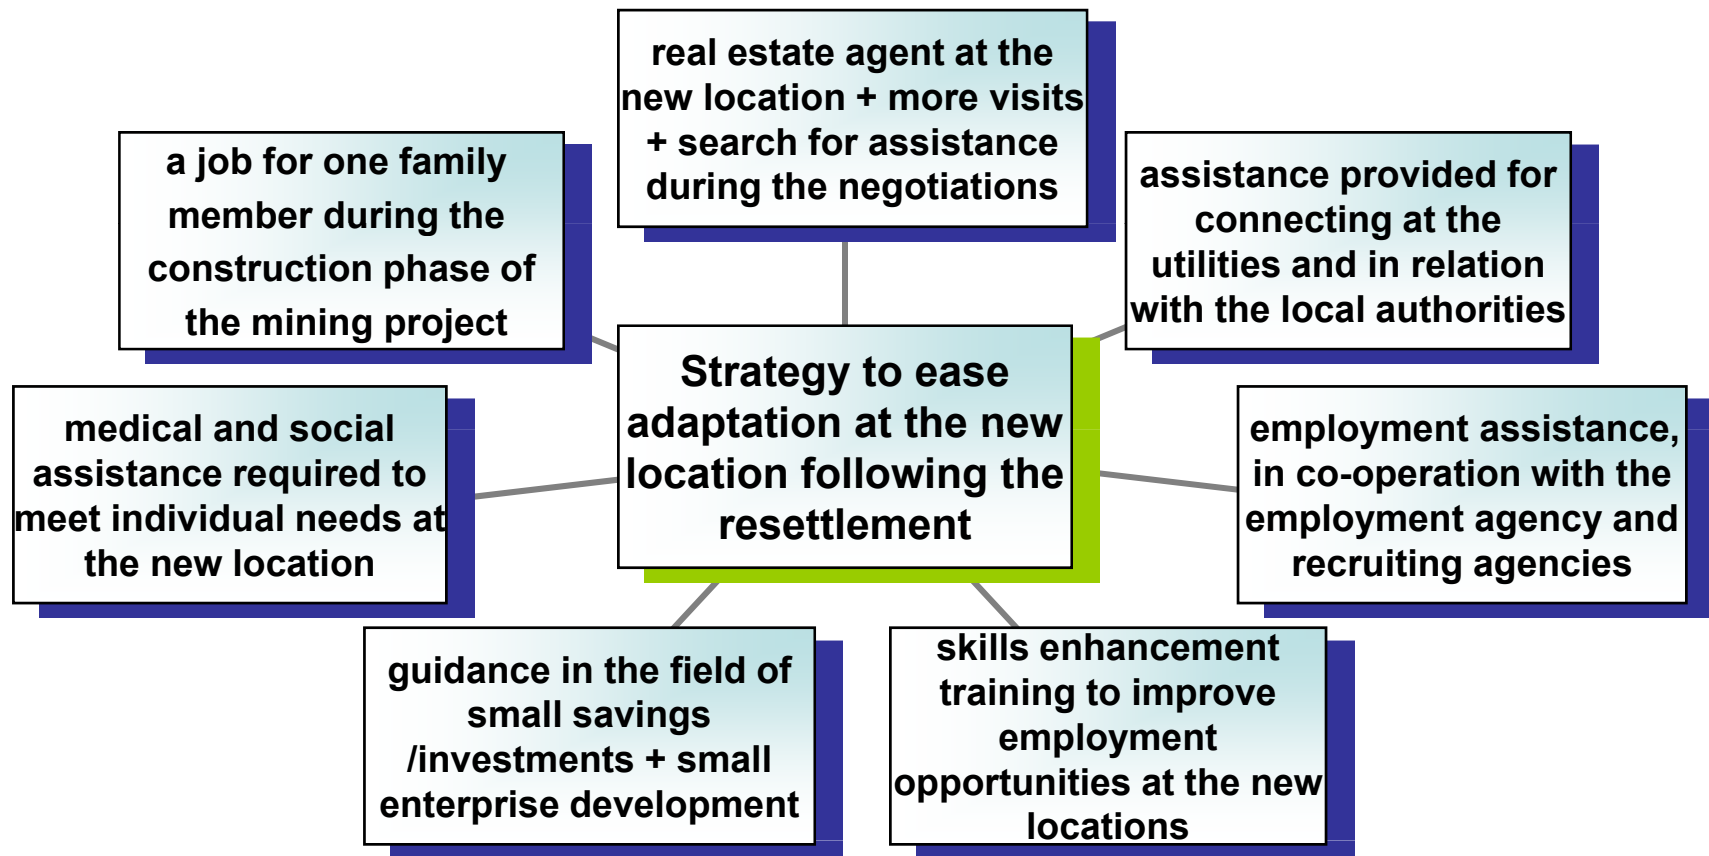 real estate agent at the
new location + more visits
+ search for assistance
during the negotiations
a job for one family
member during the
construction phase of
the mining project
assistance provided for
connecting at the
utilities and in relation
with the local authorities
Strategy to ease
adaptation at the new
location following the
resettlement
medical and social
assistance required to
meet individual needs at
the new location
employment assistance,
in co-operation with the
employment agency and
recruiting agencies
guidance in the field of
small savings
/investments + small
enterprise development
skills enhancement
training to improve
employment
opportunities at the new
locations